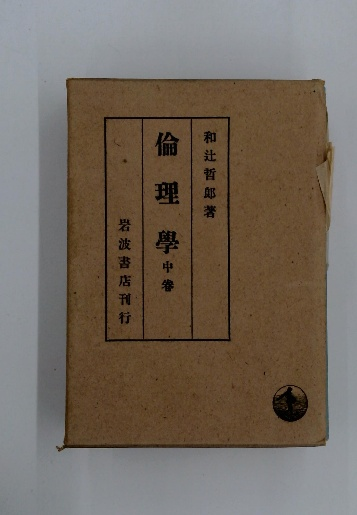 和辻哲郎著
倫理學 中卷
岩波書店刊行